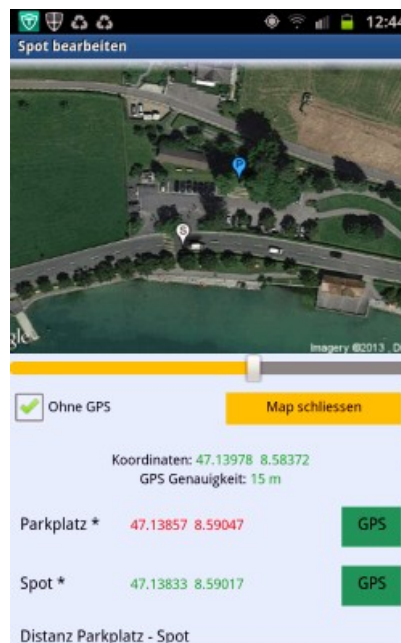 12:44
Spot bearbeiten
P
S
gle
Imagery ©2013 , D
Ohne GPS
Map schliessen
Koordinaten: 47.13978 8.58372
GPS Genauigkeit: 15 m
Parkplatz * 47.13857 8.59047 GPS
Spot * 47.13833 8.59017 GPS
Distanz Parkplatz - Spot